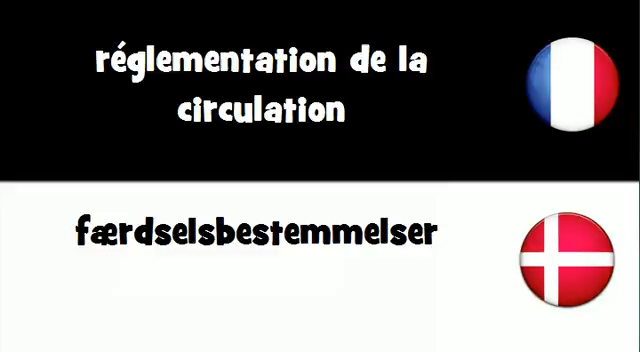 réglementation de la
circulation
færdselsbestemmelser